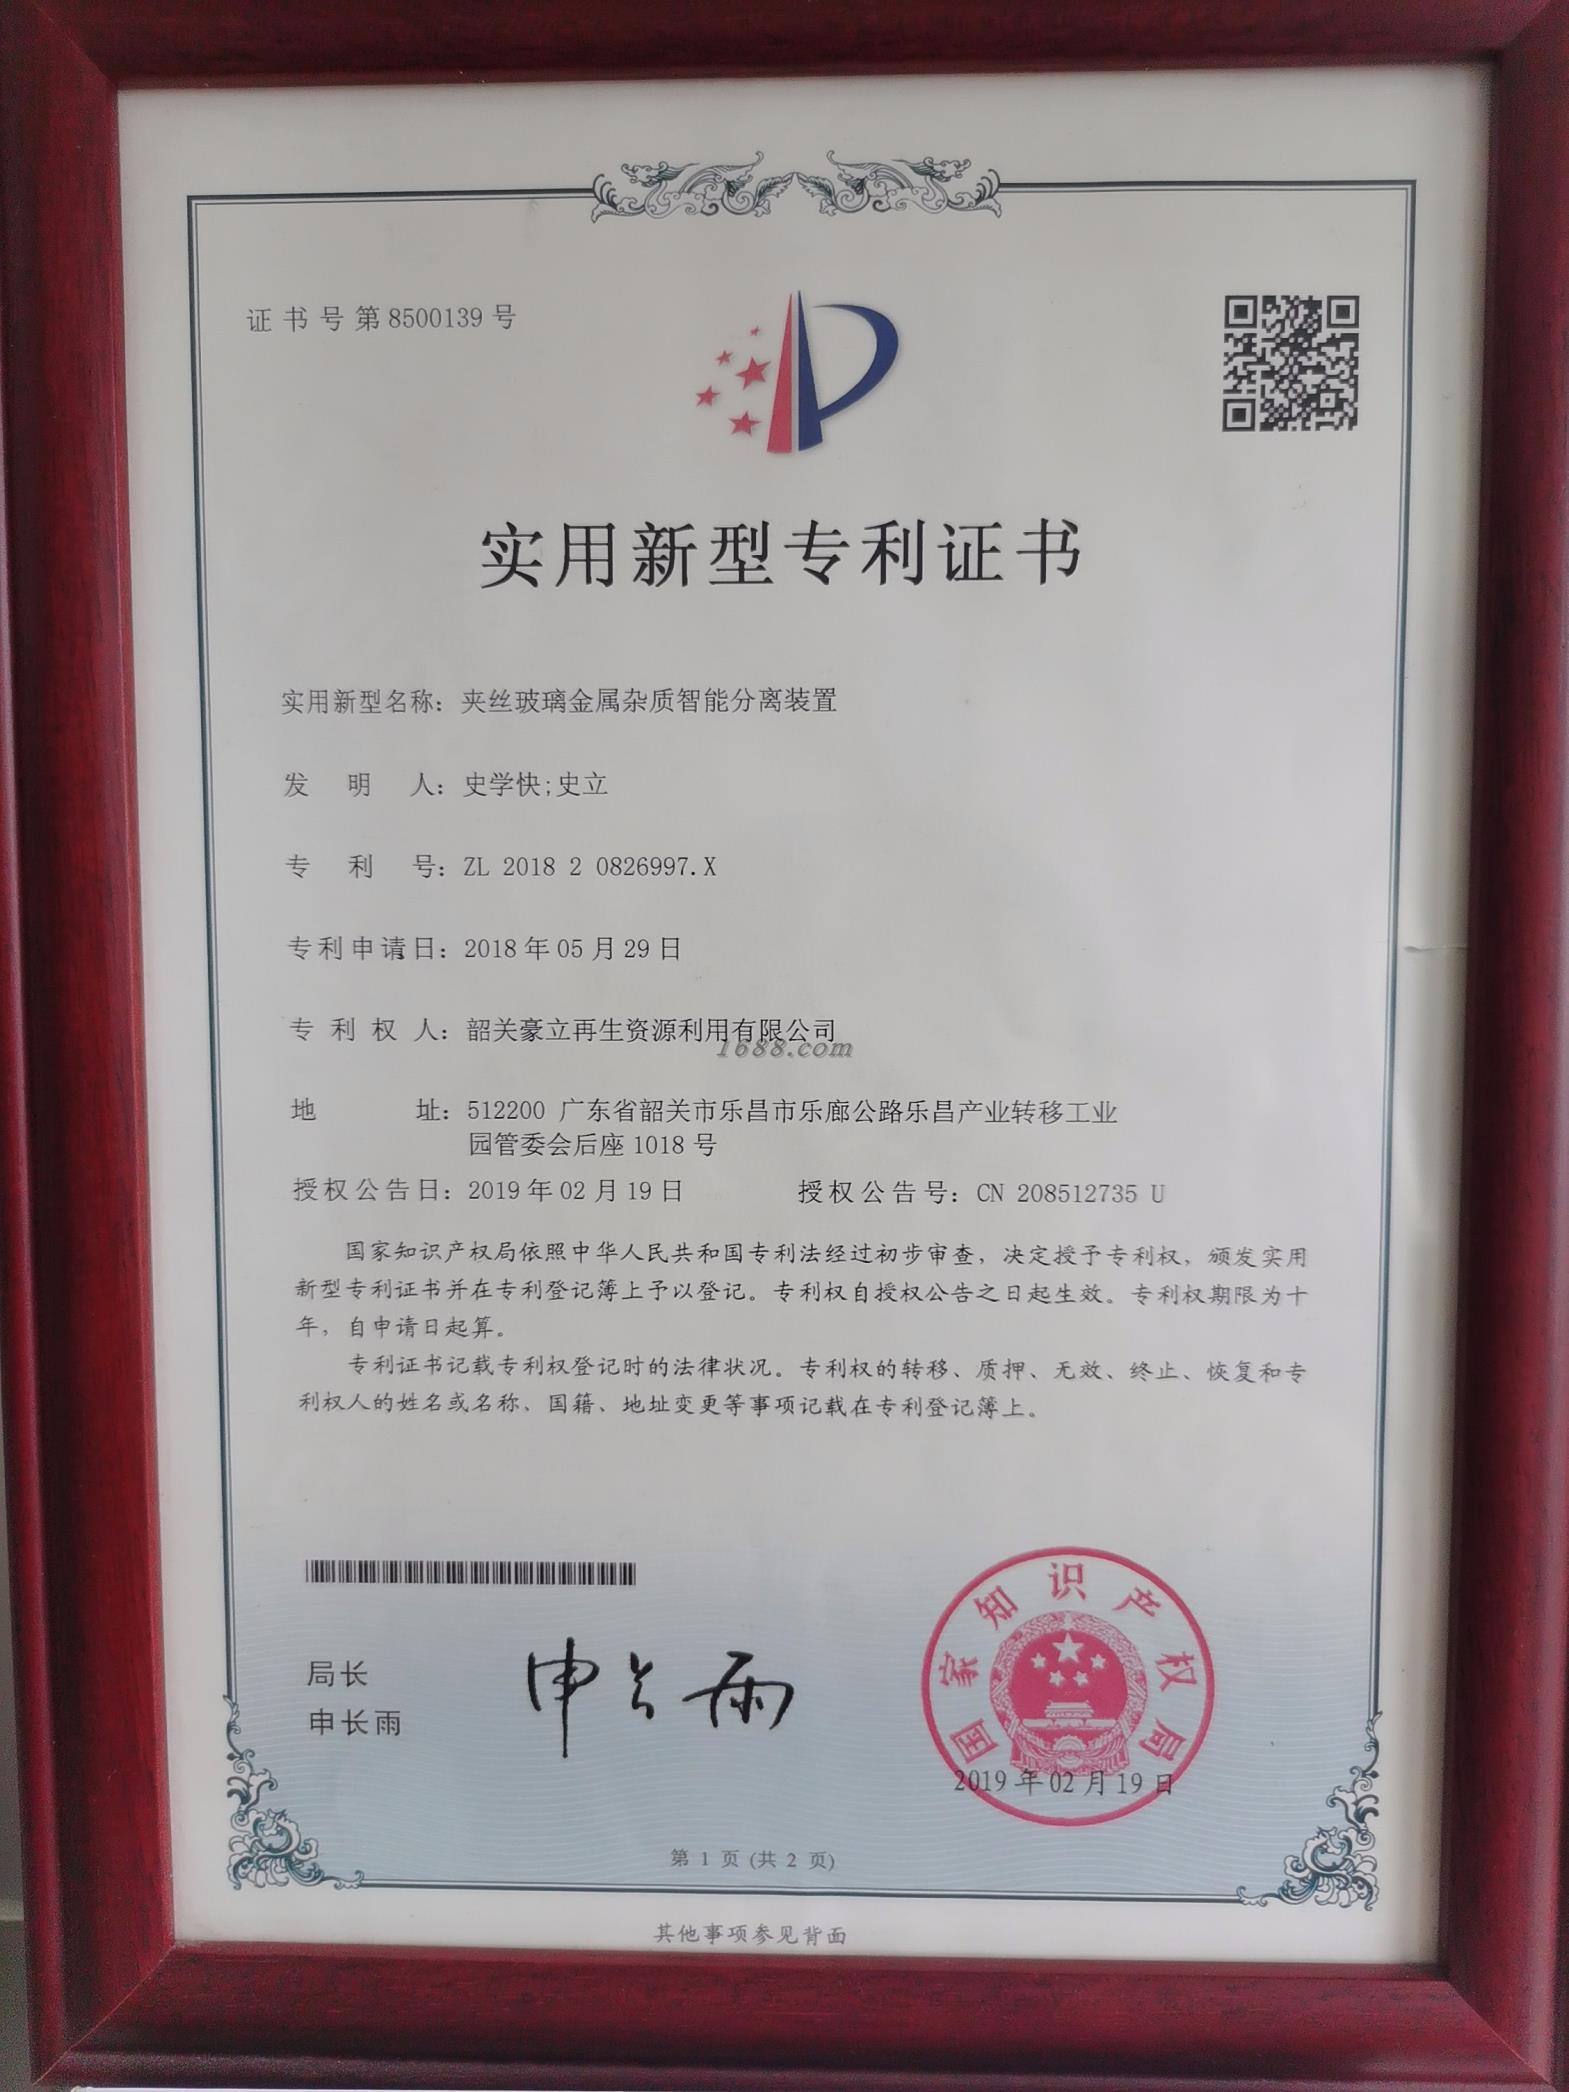 证书号第8500139号
实用新型专利证书
实用新型名称：夹丝玻璃金属杂质智能分离装置
发明人：史学快;史立
专利号：ZL 2018 2 0826997.X
专利申请日：2018年05月29日
专利权人：韶关豪立再生资源利用有限公司
1688.com
地址：512200 广东省韶关市乐昌市乐廊公路乐昌产业转移工业
园管委会后座1018号
授权公告日：2019年02月19日 授权公告号：CN 208512735 U
国家知识产权局依照中华人民共和国专利法经过初步审查，决定授予专利权，颁发实用
新型专利证书并在专利登记簿上予以登记。专利权自授权公告之日起生效。专利权期限为十
年，自申请日起算。
专利证书记载专利权登记时的法律状况。专利权的转移、质押、无效、终止、恢复和专
利权人的姓名或名称、国籍、地址变更等事项记载在专利登记簿上。
局长
申长雨
申长雨
国家知识产权局
2019年02月19日
第 1 页 (共 2 页)
其他事项参见背面